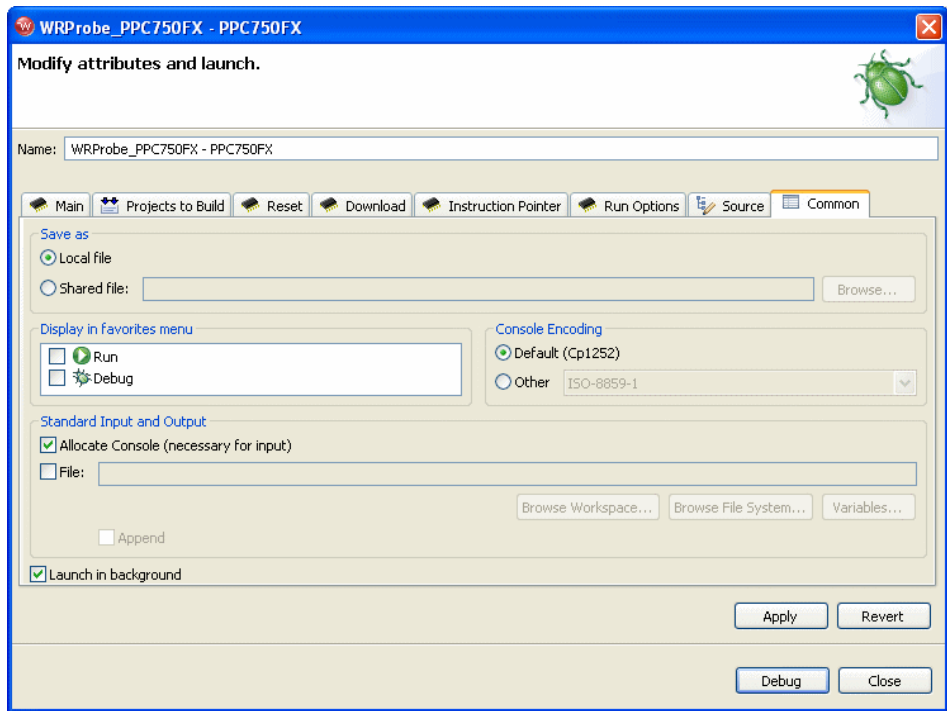 WRProbe_PPC750FX - PPC750FX
Modify attributes and launch.
Name: WRProbe_PPC750FX - PPC750FX
Main Projects to Build Reset Download Instruction Pointer Run Options Source Common
Save as
Local file
Shared file: Browse...
Display in favorites menu
Run
Debug
Console Encoding
Default (Cp1252)
Other ISO-8859-1
Standard Input and Output
Allocate Console (necessary for input)
File:
Browse Workspace... Browse File System... Variables...
Append
Launch in background
Apply Revert
Debug Close